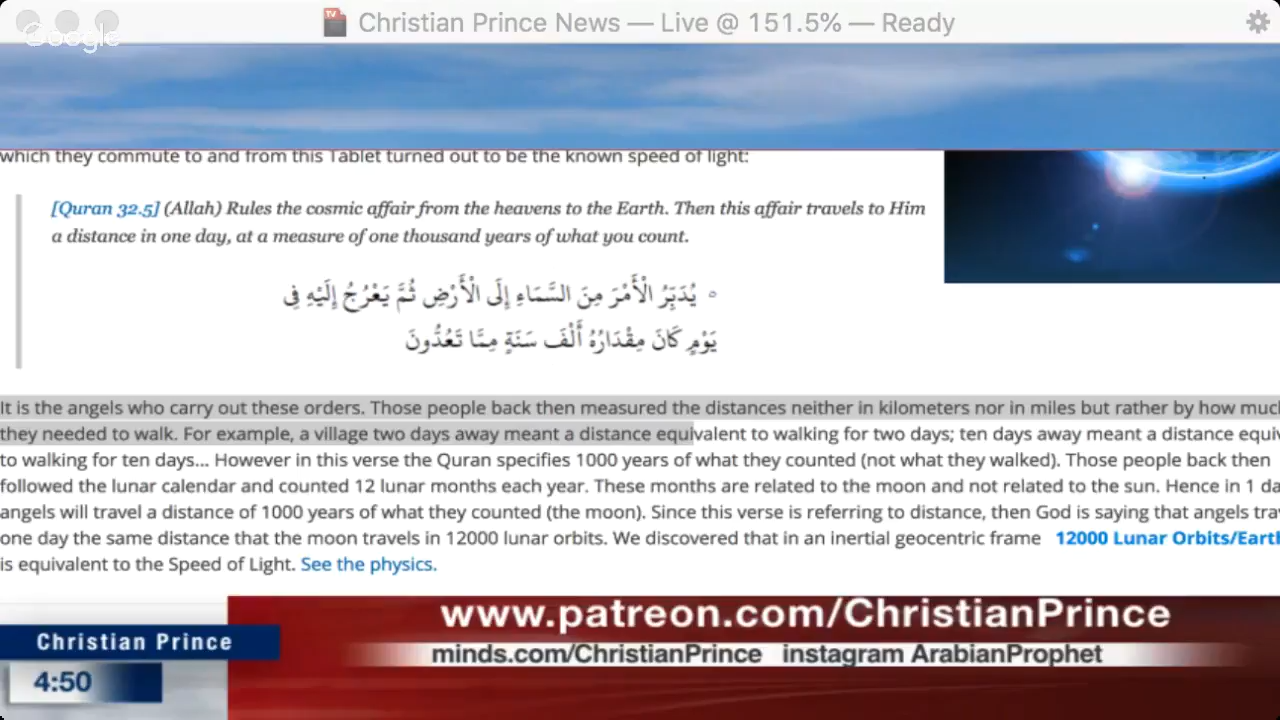 Christian Prince News — Live @ 151.5% — Ready
Google
which they commute to and from this Tablet turned out to be the known speed of light:
[Quran 32.5] (Allah) Rules the cosmic affair from the heavens to the Earth. Then this affair travels to Him
a distance in one day, at a measure of one thousand years of what you count.
◦ يُدَبِّرُ الْأَمْرَ مِنَ السَّمَاءِ إِلَى الْأَرْضِ ثُمَّ يَعْرُجُ إِلَيْهِ فِى
يَوْمٍ كَانَ مِقْدَارُهُ أَلْفَ سَنَةٍ مِمَّا تَعُدُّونَ
It is the angels who carry out these orders. Those people back then measured the distances neither in kilometers nor in miles but rather by how much
they needed to walk. For example, a village two days away meant a distance equivalent to walking for two days; ten days away meant a distance equiv
to walking for ten days... However in this verse the Quran specifies 1000 years of what they counted (not what they walked). Those people back then
followed the lunar calendar and counted 12 lunar months each year. These months are related to the moon and not related to the sun. Hence in 1 da
angels will travel a distance of 1000 years of what they counted (the moon). Since this verse is referring to distance, then God is saying that angels tra
one day the same distance that the moon travels in 12000 lunar orbits. We discovered that in an inertial geocentric frame 12000 Lunar Orbits/Earth
is equivalent to the Speed of Light. See the physics.
www.patreon.com/ChristianPrince
Christian Prince
minds.com/ChristianPrince instagram ArabianProphet
4:50